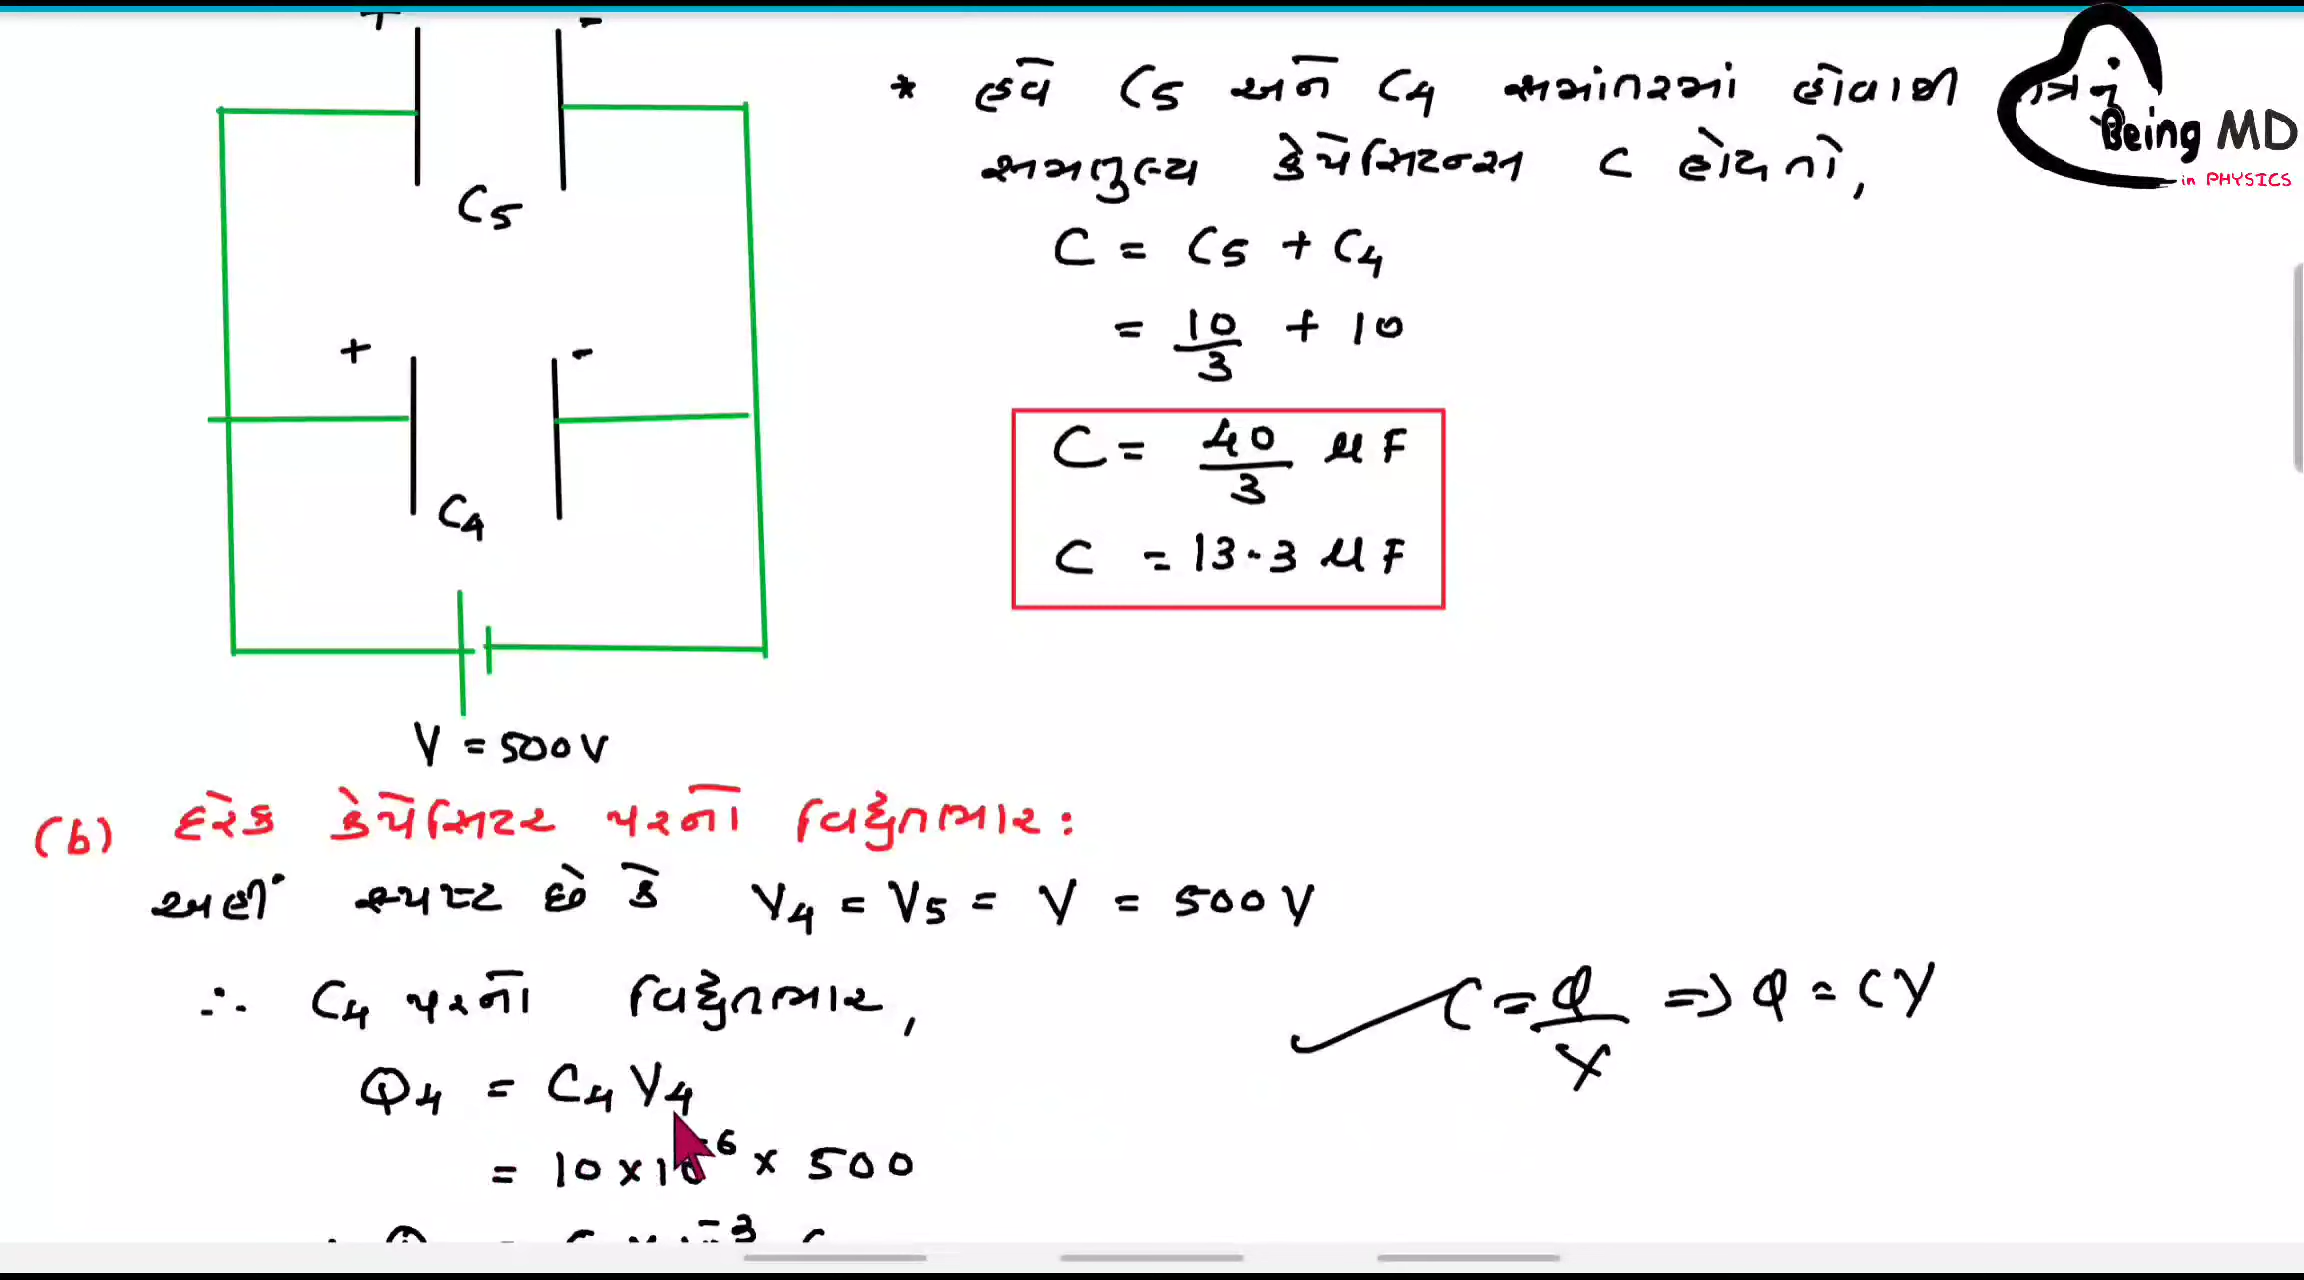 + -
* હવે C5 અને C4 સમાંતરમાં હોવાથી
Being MD
in PHYSICS
સમતુલ્ય કેપેસિટન્સ C હોય તો,
C5
C = C5 + C4
= 10/3 + 10
+ -
C = 40/3 μF
C4
C = 13.3 μF
V = 500V
(b) દરેક કેપેસિટર પરનો વિદ્યુતભાર:
અહીં સ્પષ્ટ છે કે V4 = V5 = V = 500V
∴ C4 પરનો વિદ્યુતભાર,
C = Q/V => Q = CV
Q4 = C4 V4
= 10 × 10^-6 × 500